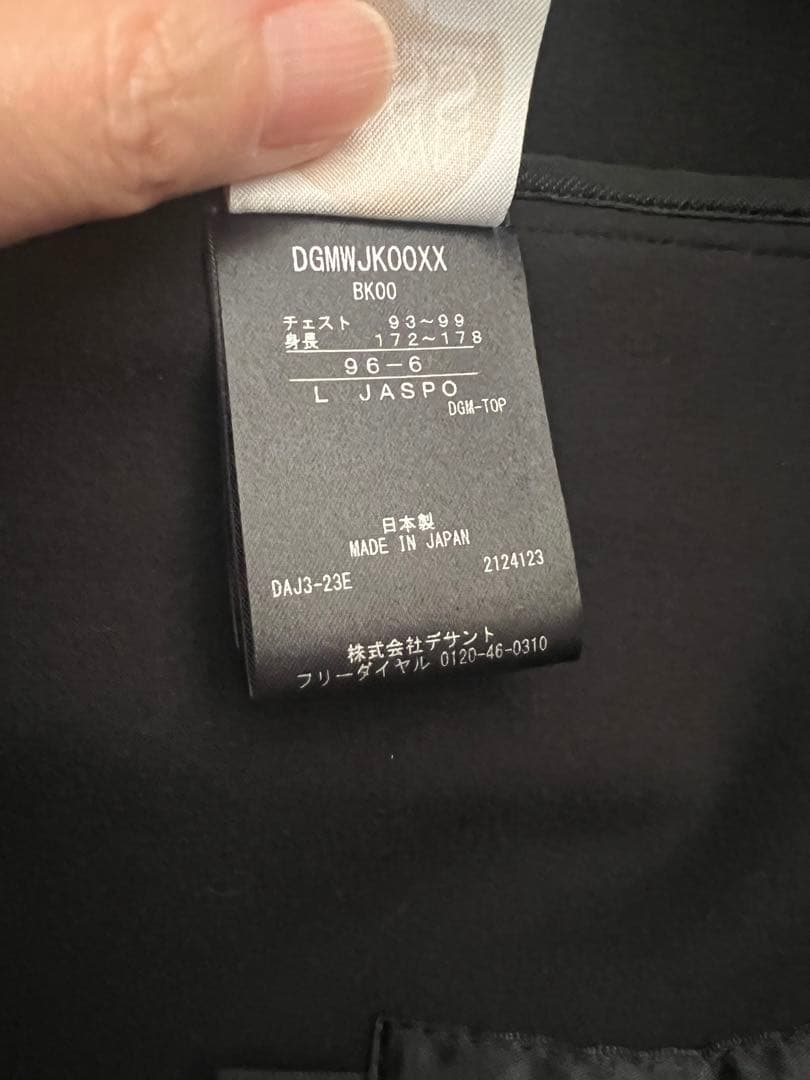 DGMWJK00XX
BK00
チェスト 93~99
身長 172~178
96-6
L JASPO
DGM-TOP
日本製
MADE IN JAPAN
DAJ3-23E 2124123
株式会社デサント
フリーダイヤル 0120-46-0310